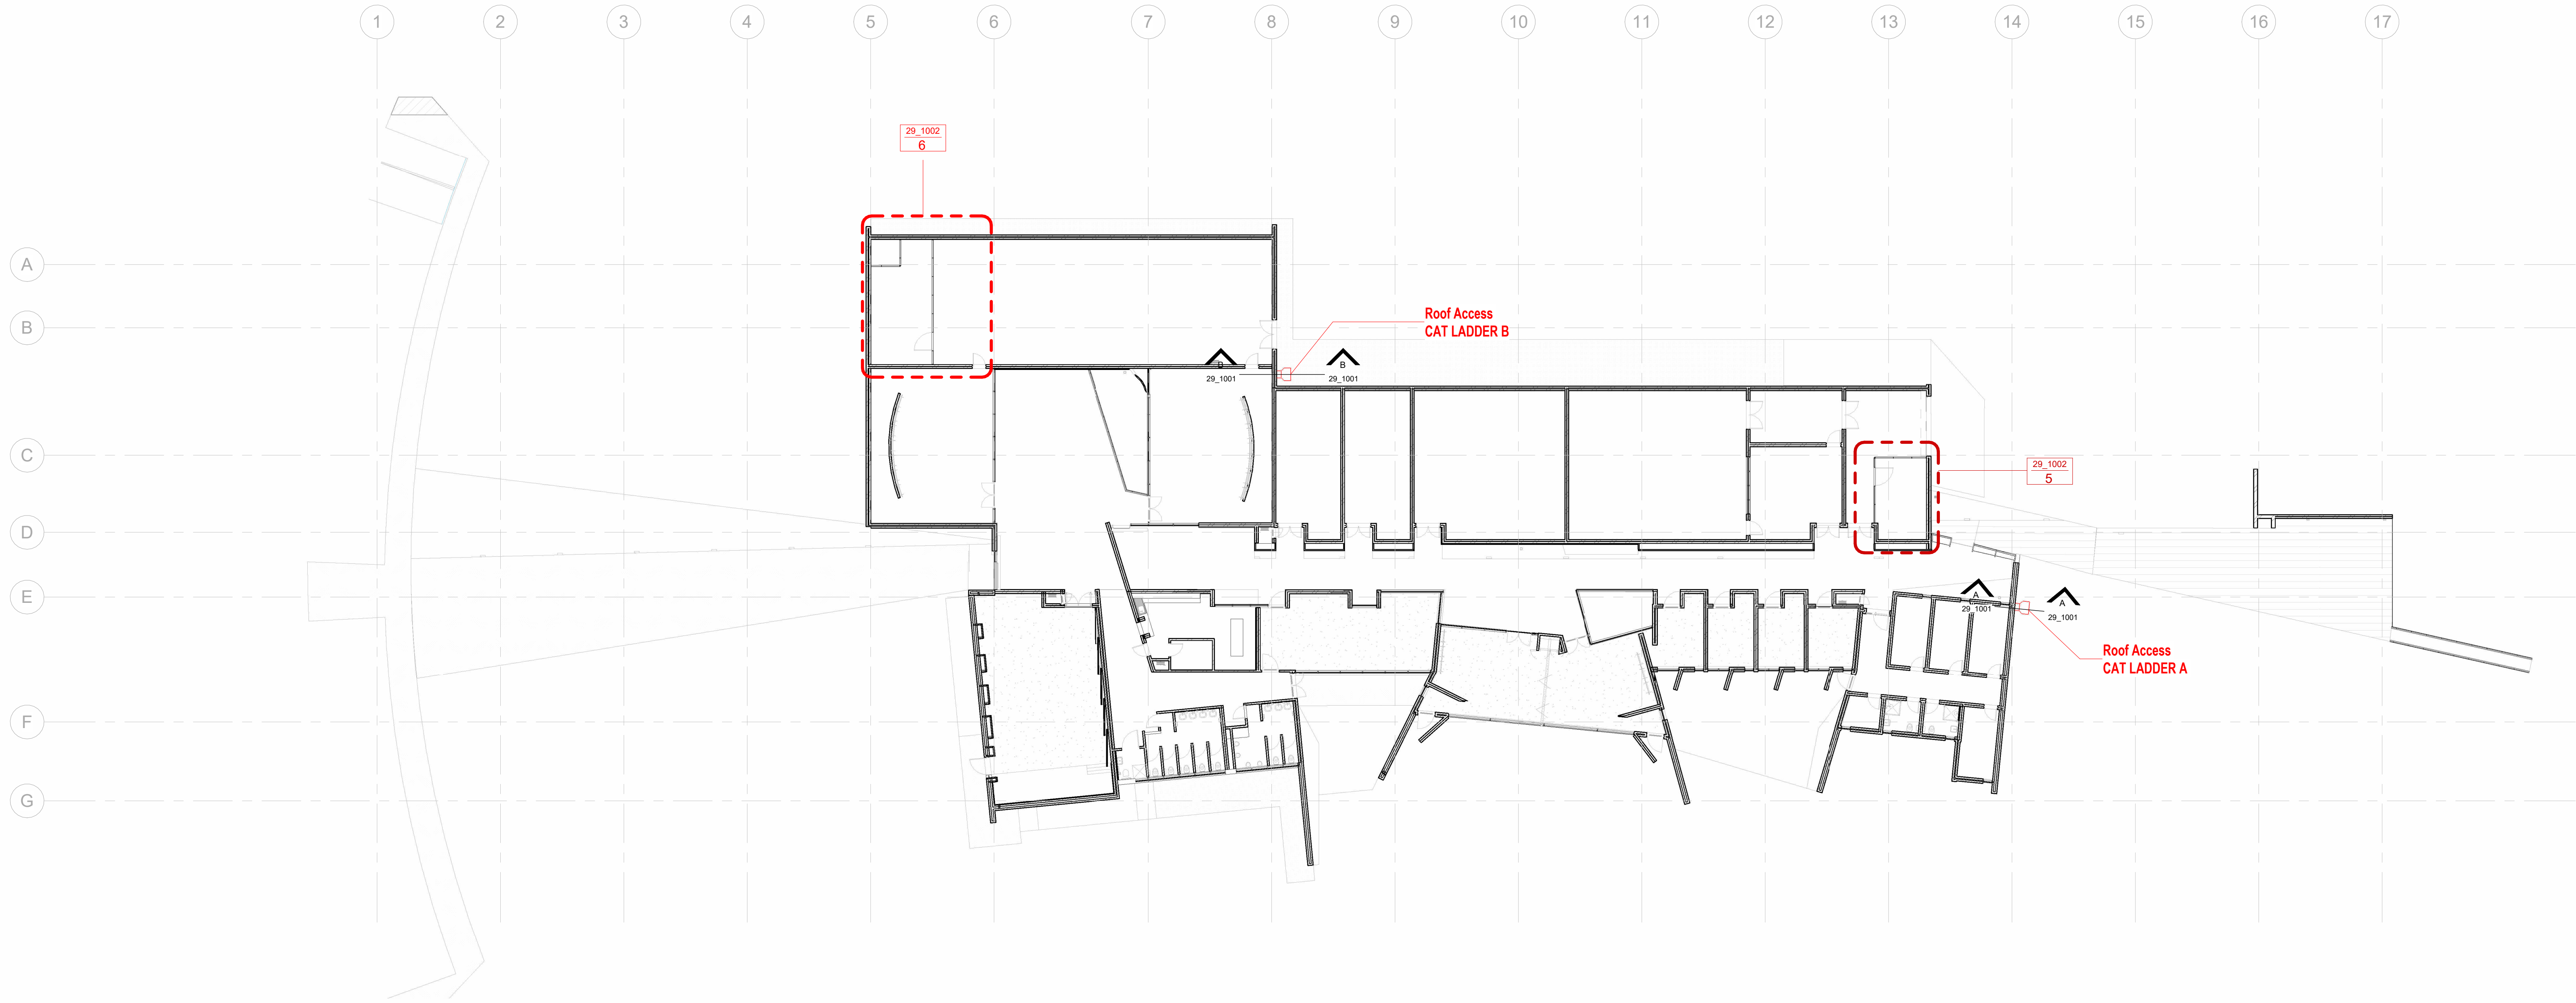 1 2 3 4 5 6 7 8 9 10 11 12 13 14 15 16 17
29_1002
6
A
B
Roof Access
CAT LADDER B
B
29_1001
B
29_1001
C
29_1002
5
D
E
A
29_1001
A
29_1001
Roof Access
CAT LADDER A
F
G